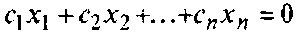 c₁x₁ + c₂x₂ +...+ cₙxₙ = 0